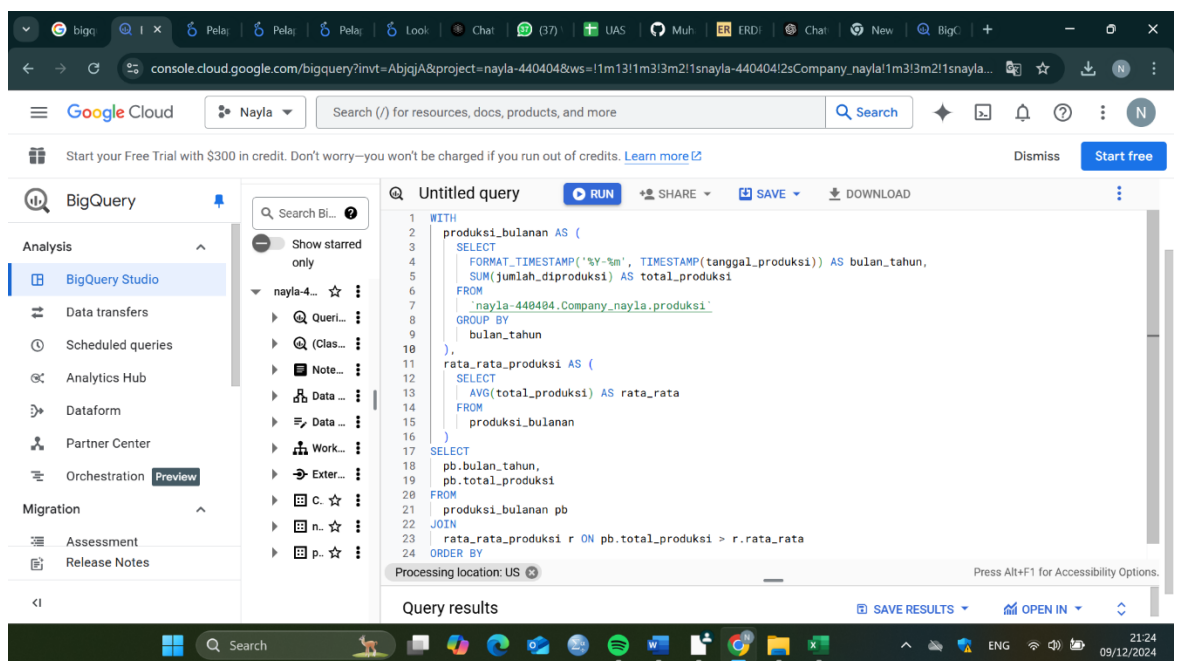 bigq
I
Pelap
Pelap
Pelap
Look
Chat
(37)
UAS
Muh
ER ERDF
Chat
New
BigQ
console.cloud.google.com/bigquery?invt=AbjqjA&project=nayla-440404&ws=!1m13!1m3!3m2!1snayla-440404!2sCompany_nayla!1m3!3m2!1snayla...
N
Google Cloud
Nayla
Search (/) for resources, docs, products, and more
Search
N
Start your Free Trial with $300 in credit. Don't worry—you won't be charged if you run out of credits. Learn more
Dismiss
Start free
BigQuery
Analysis
BigQuery Studio
Data transfers
Scheduled queries
Analytics Hub
Dataform
Partner Center
Orchestration Preview
Migration
Assessment
Release Notes
Search Bi... ?
Show starred
only
nayla-4...
Queri...
(Clas...
Note...
Data ...
Data ...
Work...
Exter...
C..
n..
p..
Untitled query
RUN
SHARE
SAVE
DOWNLOAD
1 WITH
2 produksi_bulanan AS (
3 SELECT
4 FORMAT_TIMESTAMP('%Y-%m', TIMESTAMP(tanggal_produksi)) AS bulan_tahun,
5 SUM(jumlah_diproduksi) AS total_produksi
6 FROM
7 `nayla-440404.Company_nayla.produksi`
8 GROUP BY
9 bulan_tahun
10 ),
11 rata_rata_produksi AS (
12 SELECT
13 AVG(total_produksi) AS rata_rata
14 FROM
15 produksi_bulanan
16 )
17 SELECT
18 pb.bulan_tahun,
19 pb.total_produksi
20 FROM
21 produksi_bulanan pb
22 JOIN
23 rata_rata_produksi r ON pb.total_produksi > r.rata_rata
24 ORDER BY
Processing location: US
Press Alt+F1 for Accessibility Options.
Query results
SAVE RESULTS
OPEN IN
Search
ENG
21:24
09/12/2024